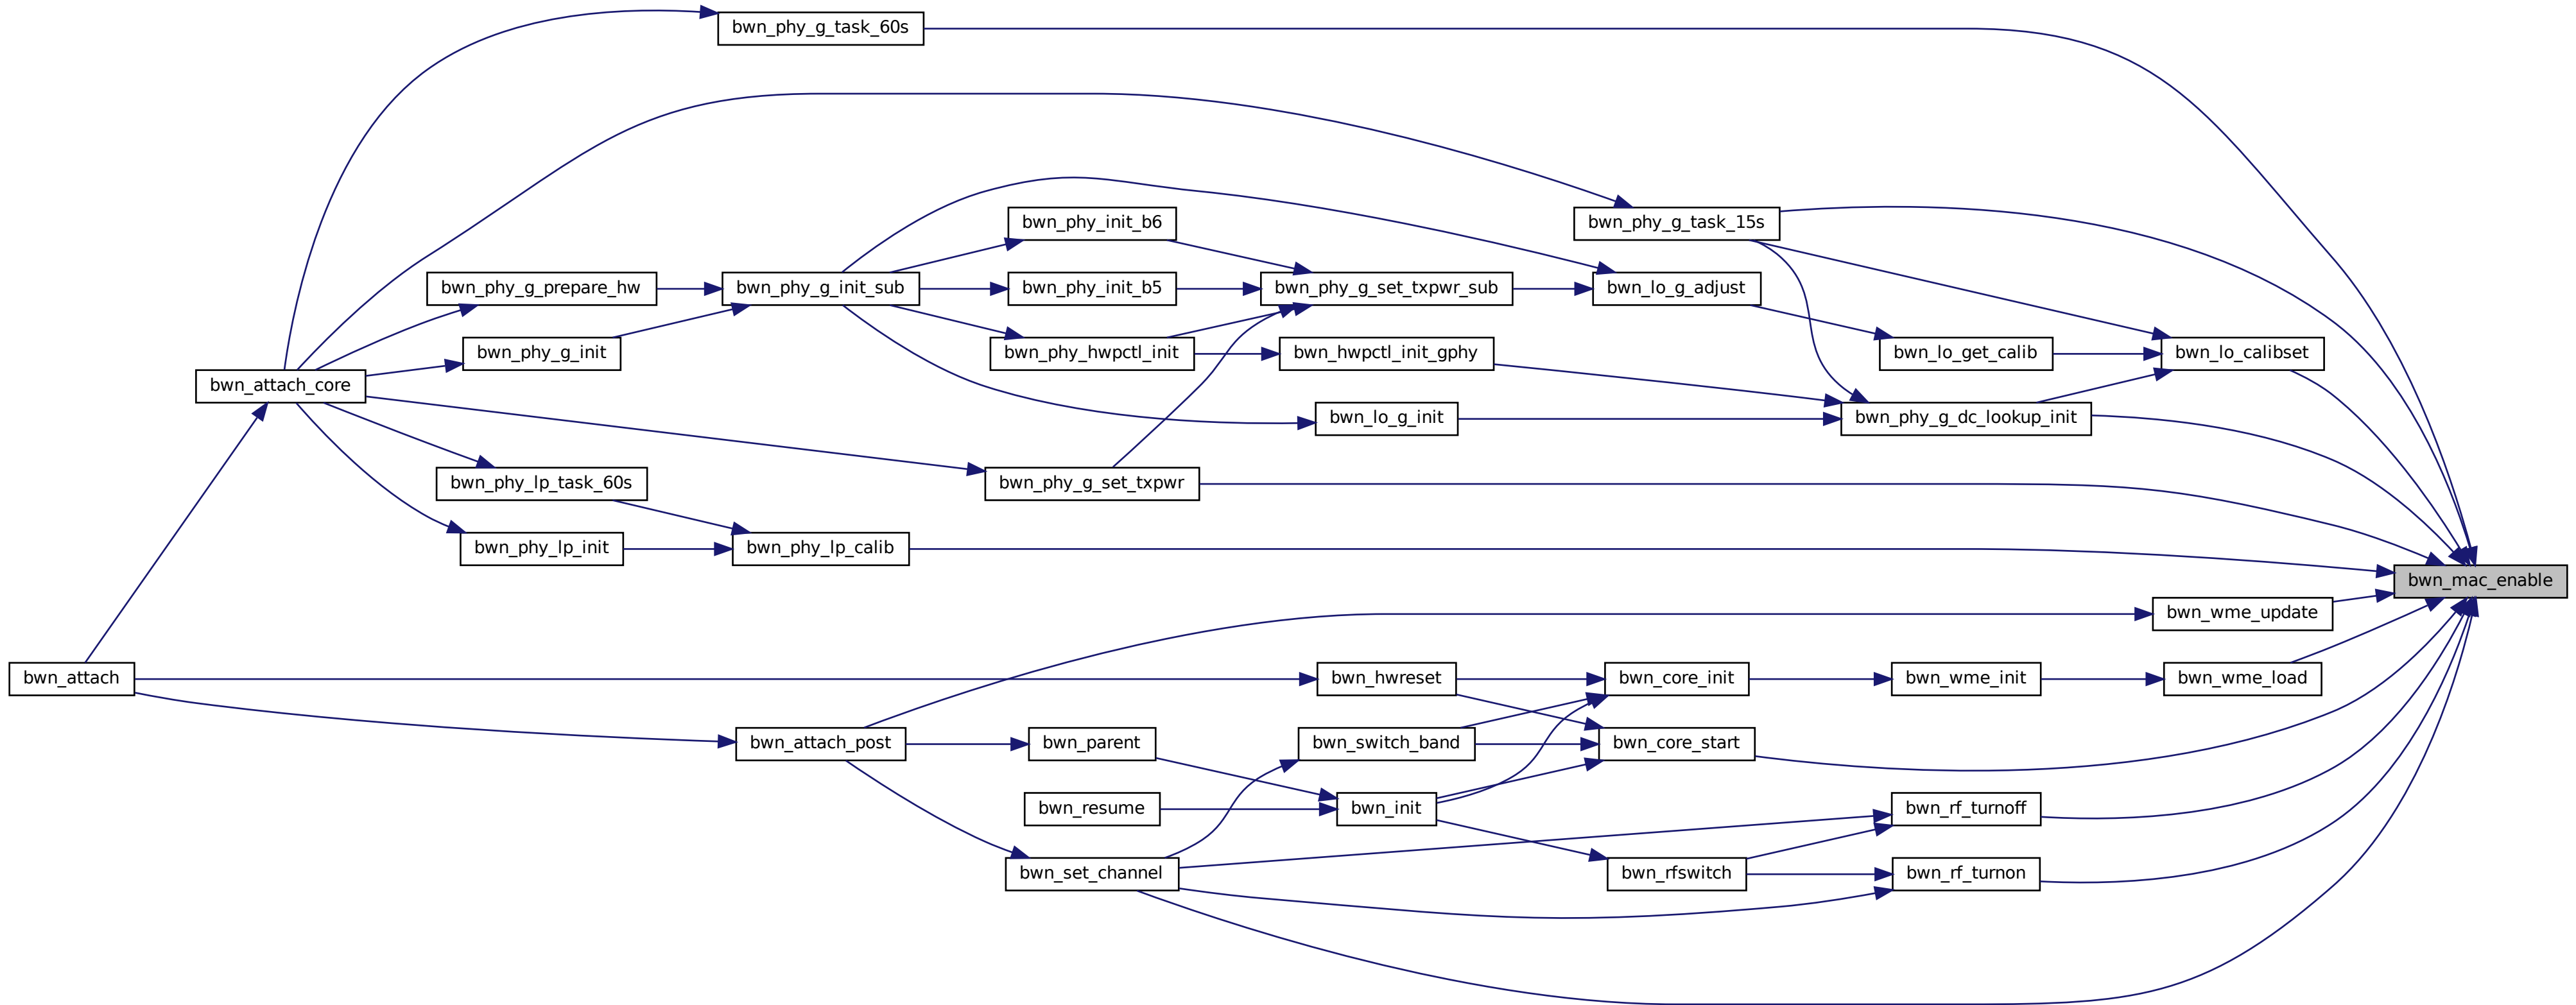 bwn_phy_g_task_60s
bwn_phy_init_b6
bwn_phy_g_task_15s
bwn_phy_g_prepare_hw
bwn_phy_g_init_sub
bwn_phy_init_b5
bwn_phy_g_set_txpwr_sub
bwn_lo_g_adjust
bwn_phy_g_init
bwn_phy_hwpctl_init
bwn_hwpctl_init_gphy
bwn_lo_get_calib
bwn_lo_calibset
bwn_attach_core
bwn_lo_g_init
bwn_phy_g_dc_lookup_init
bwn_phy_lp_task_60s
bwn_phy_g_set_txpwr
bwn_phy_lp_init
bwn_phy_lp_calib
bwn_mac_enable
bwn_wme_update
bwn_attach
bwn_hwreset
bwn_core_init
bwn_wme_init
bwn_wme_load
bwn_attach_post
bwn_parent
bwn_switch_band
bwn_core_start
bwn_resume
bwn_init
bwn_rf_turnoff
bwn_set_channel
bwn_rfswitch
bwn_rf_turnon